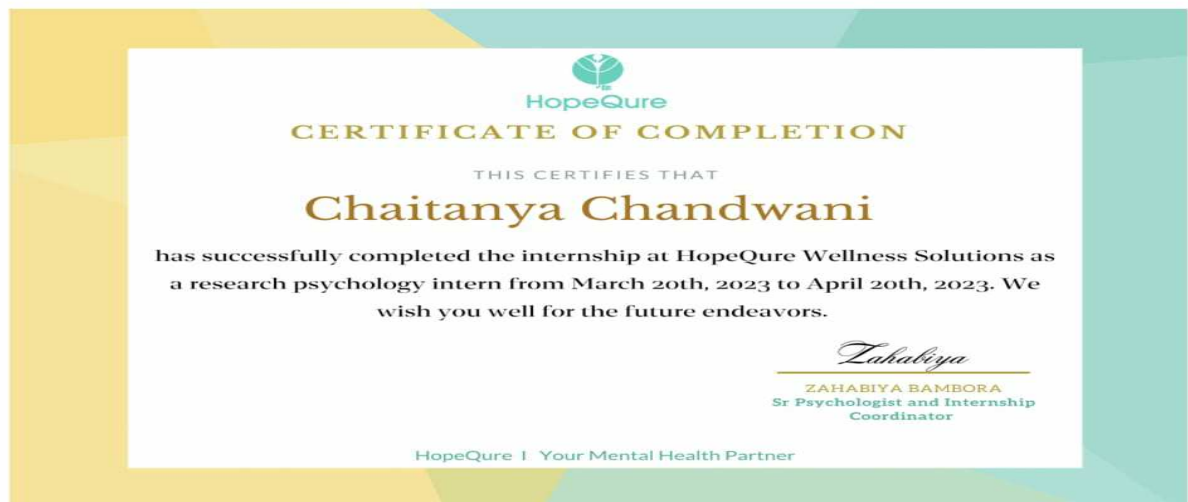 HopeQure
CERTIFICATE OF COMPLETION
THIS CERTIFIES THAT
Chaitanya Chandwani
has successfully completed the internship at HopeQure Wellness Solutions as
a research psychology intern from March 20th, 2023 to April 20th, 2023. We
wish you well for the future endeavors.
Zahabiya
ZAHABIYA BAMBORA
Sr Psychologist and Internship
Coordinator
HopeQure I Your Mental Health Partner